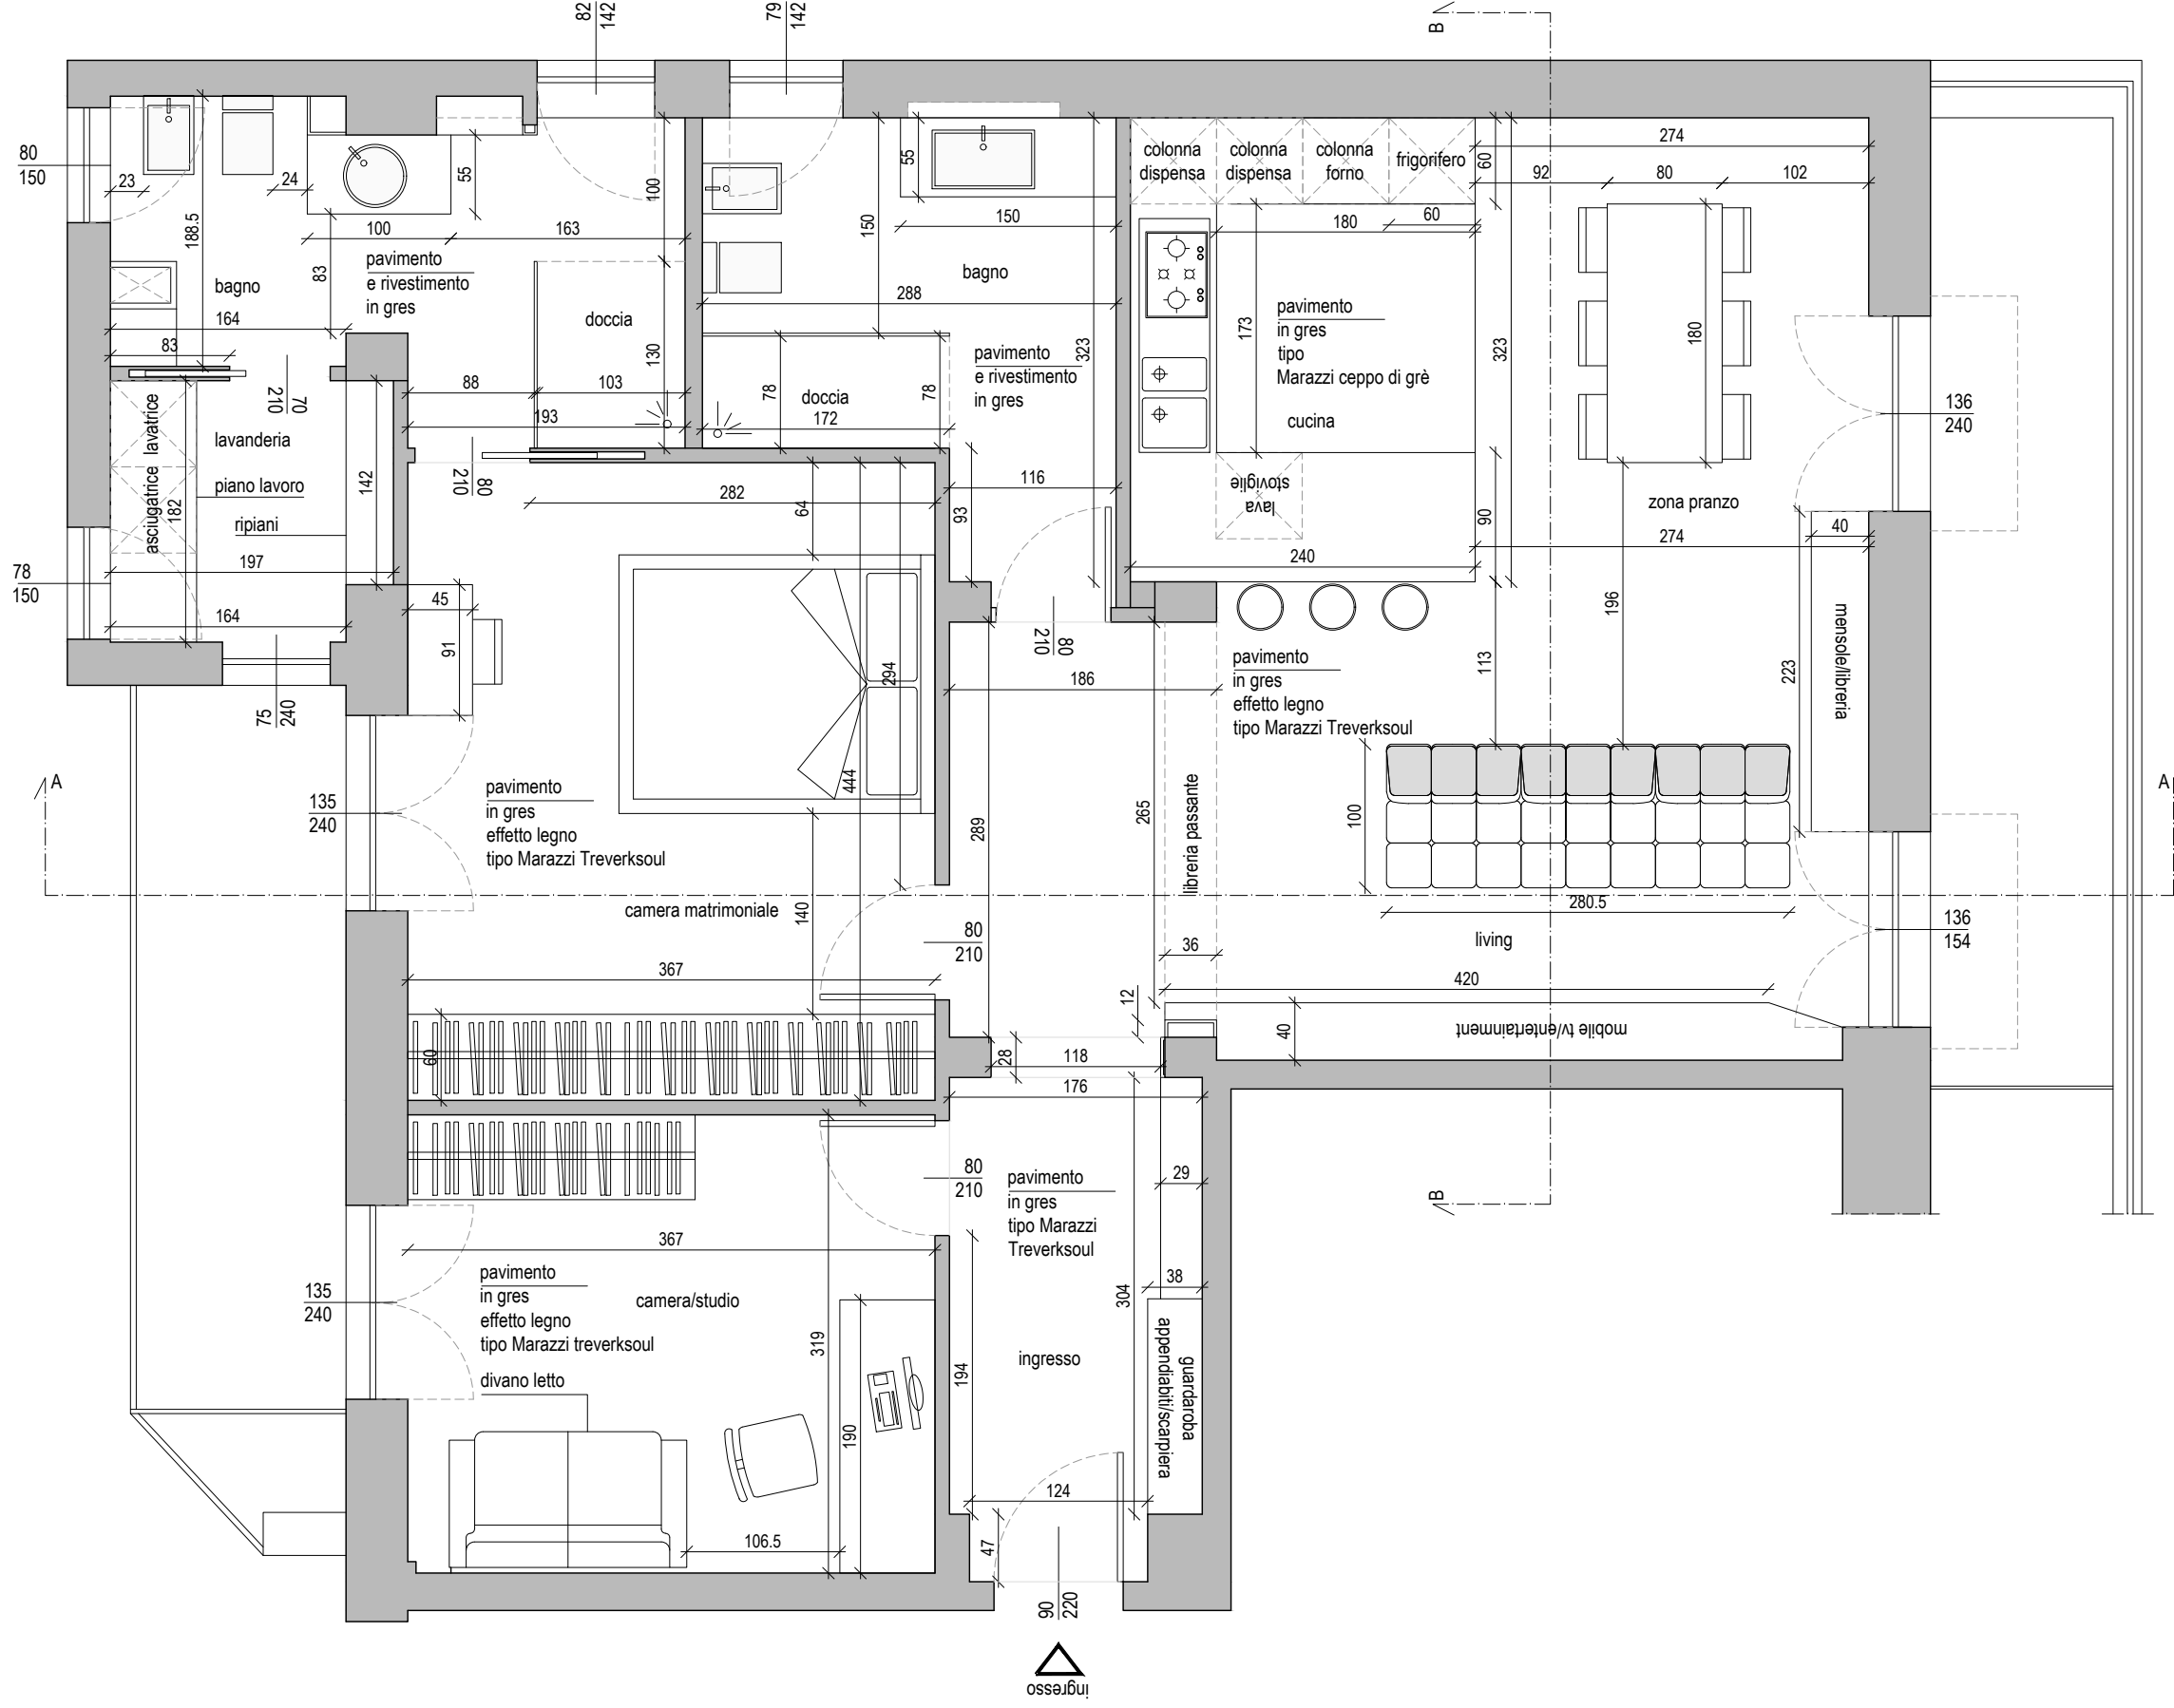 82
142
79
142
B
80
150
23
24
188.5
55
100
55
150
colonna
dispensa
colonna
dispensa
colonna
forno
frigorifero
60
274
92
80
102
100
163
83
pavimento
e rivestimento
in gres
bagno
164
83
doccia
130
150
bagno
288
180
60
173
pavimento
in gres
tipo
Marazzi ceppo di grè
cucina
323
323
180
136
240
70
210
88
103
193
78
doccia
172
78
pavimento
e rivestimento
in gres
lavanderia
asciugatrice lavatrice
182
piano lavoro
ripiani
142
197
164
80
210
282
64
93
116
lava
stoviglie
90
240
zona pranzo
274
40
78
150
45
91
75
240
294
444
80
210
186
pavimento
in gres
effetto legno
tipo Marazzi Treverksoul
113
196
223
mensole/libreria
A
A
135
240
pavimento
in gres
effetto legno
tipo Marazzi Treverksoul
289
265
libreria passante
100
280.5
136
154
camera matrimoniale
140
80
210
living
36
367
420
12
40
mobile tv/entertainment
60
28
118
176
80
210
pavimento
in gres
tipo Marazzi
Treverksoul
29
B
367
135
240
pavimento
in gres
effetto legno
tipo Marazzi treverksoul
camera/studio
319
38
304
divano letto
190
194
ingresso
guardaroba
appendiabiti/scarpiera
106.5
124
47
90
220
ingresso